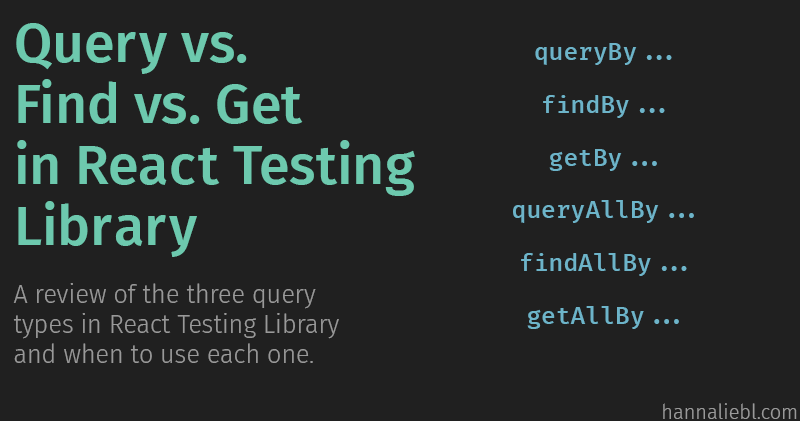 Query vs.
Find vs. Get
in React Testing
Library
A review of the three query
types in React Testing Library
and when to use each one.
queryBy...
findBy...
getBy...
queryAllBy...
findAllBy...
getAllBy...
hannaliebl.com